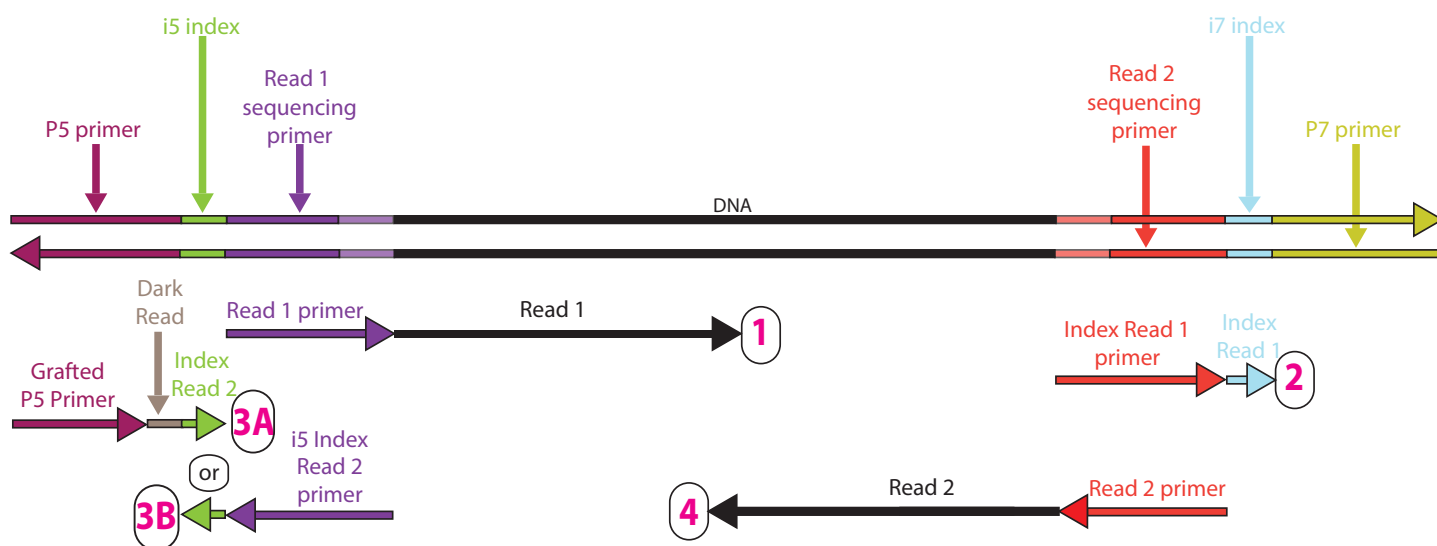 i5 index
i7 index
Read 1
sequencing
primer
Read 2
sequencing
primer
P5 primer
P7 primer
DNA
Dark
Read
Read 1 primer
Read 1
1
Index Read 1
primer
Index
Read 1
2
Grafted
P5 Primer
Index
Read 2
3A
or
i5 Index
Read 2
primer
3B
4
Read 2
Read 2 primer